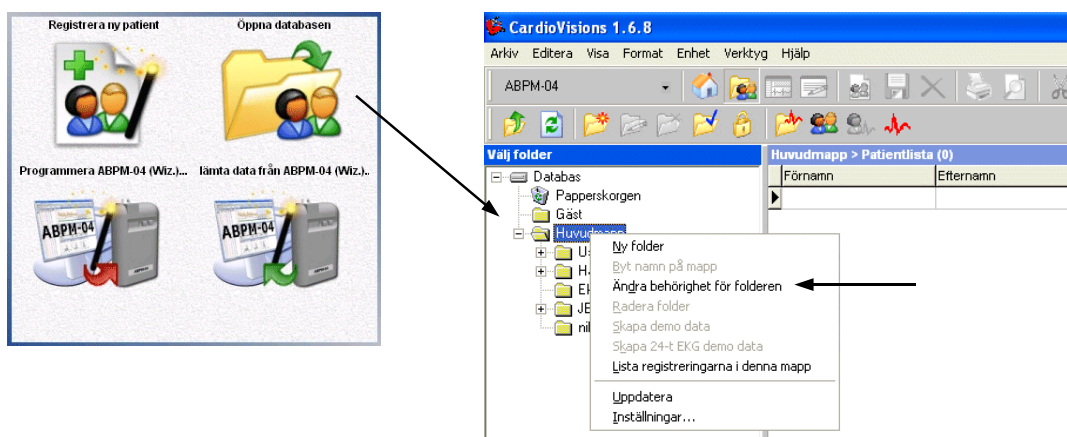 Registrera ny patient
Öppna databasen
Programmera ABPM-04 (Wiz.)...
lämta data från ABPM-04 (Wiz.)..
ABPM-04
ABPM-04
CardioVisions 1.6.8
Arkiv Editera Visa Format Enhet Verktyg Hjälp
ABPM-04
Välj folder
Huvudmapp > Patientlista (0)
Förnamn Efternamn
Databas
Papperskorgen
Gäst
Huvudmapp
Ny folder
Byt namn på mapp
Ändra behörighet för folderen
Radera folder
Skapa demo data
Skapa 24-t EKG demo data
Lista registreringarna i denna mapp
Uppdatera
Inställningar...